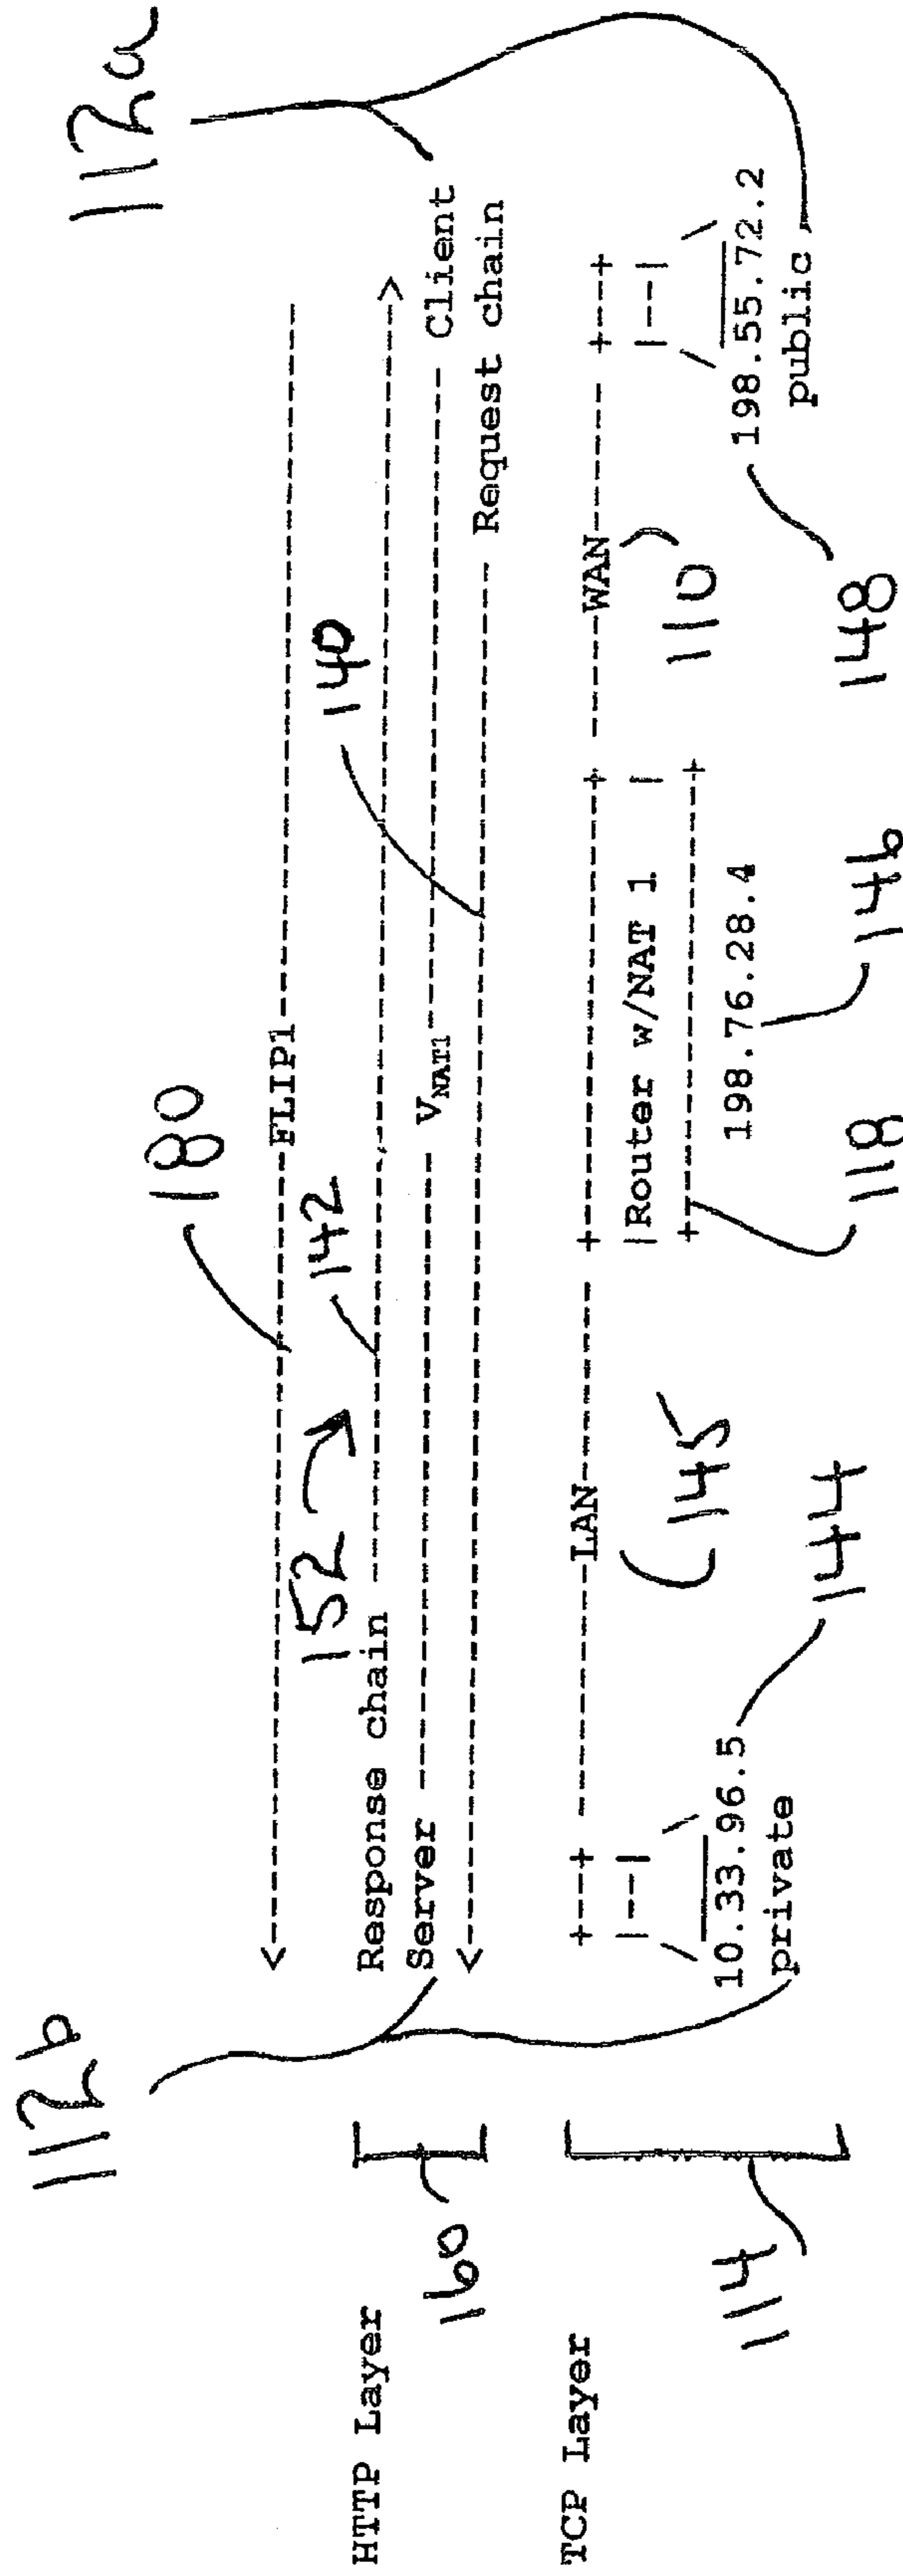 112b
112a
180
<-----------------------------FLIP1-----------------------------
152
142
140
HTTP Layer
160
Response chain ----------------------------------------------->
Server ---------------- V_NAT1 ---------------------- Client
<----------------------------------------------- Request chain
TCP Layer
114
+---+ ---------LAN--------- +----------------+ -----WAN------ +---+
|---|
145
|Router w/NAT 1 |
110
|---|
/ \
+----------------+
/ \
10.33.96.5
198.76.28.4
198.55.72.2
private
public
144
118
146
148